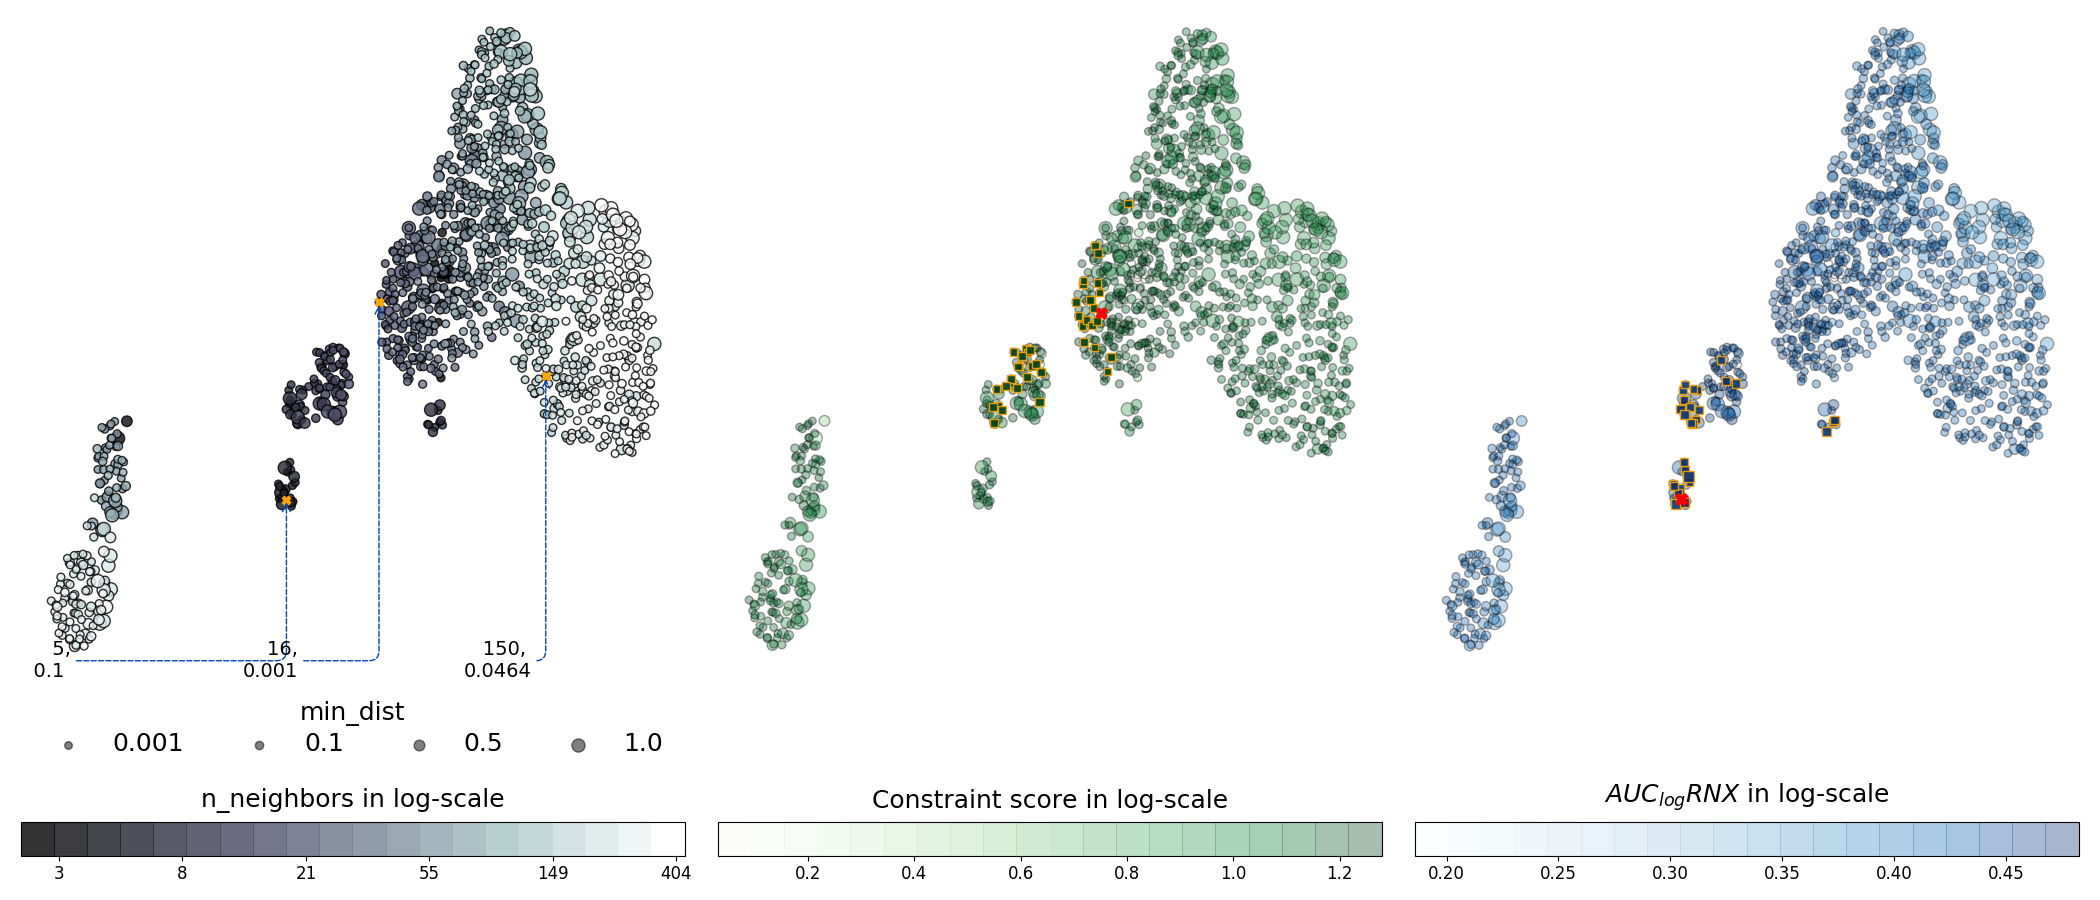 5,
0.1
16,
0.001
150,
0.0464
min_dist
0.001 0.1 0.5 1.0
n_neighbors in log-scale
3 8 21 55 149 404
Constraint score in log-scale
0.2 0.4 0.6 0.8 1.0 1.2
AUC_{log}RNX in log-scale
0.20 0.25 0.30 0.35 0.40 0.45